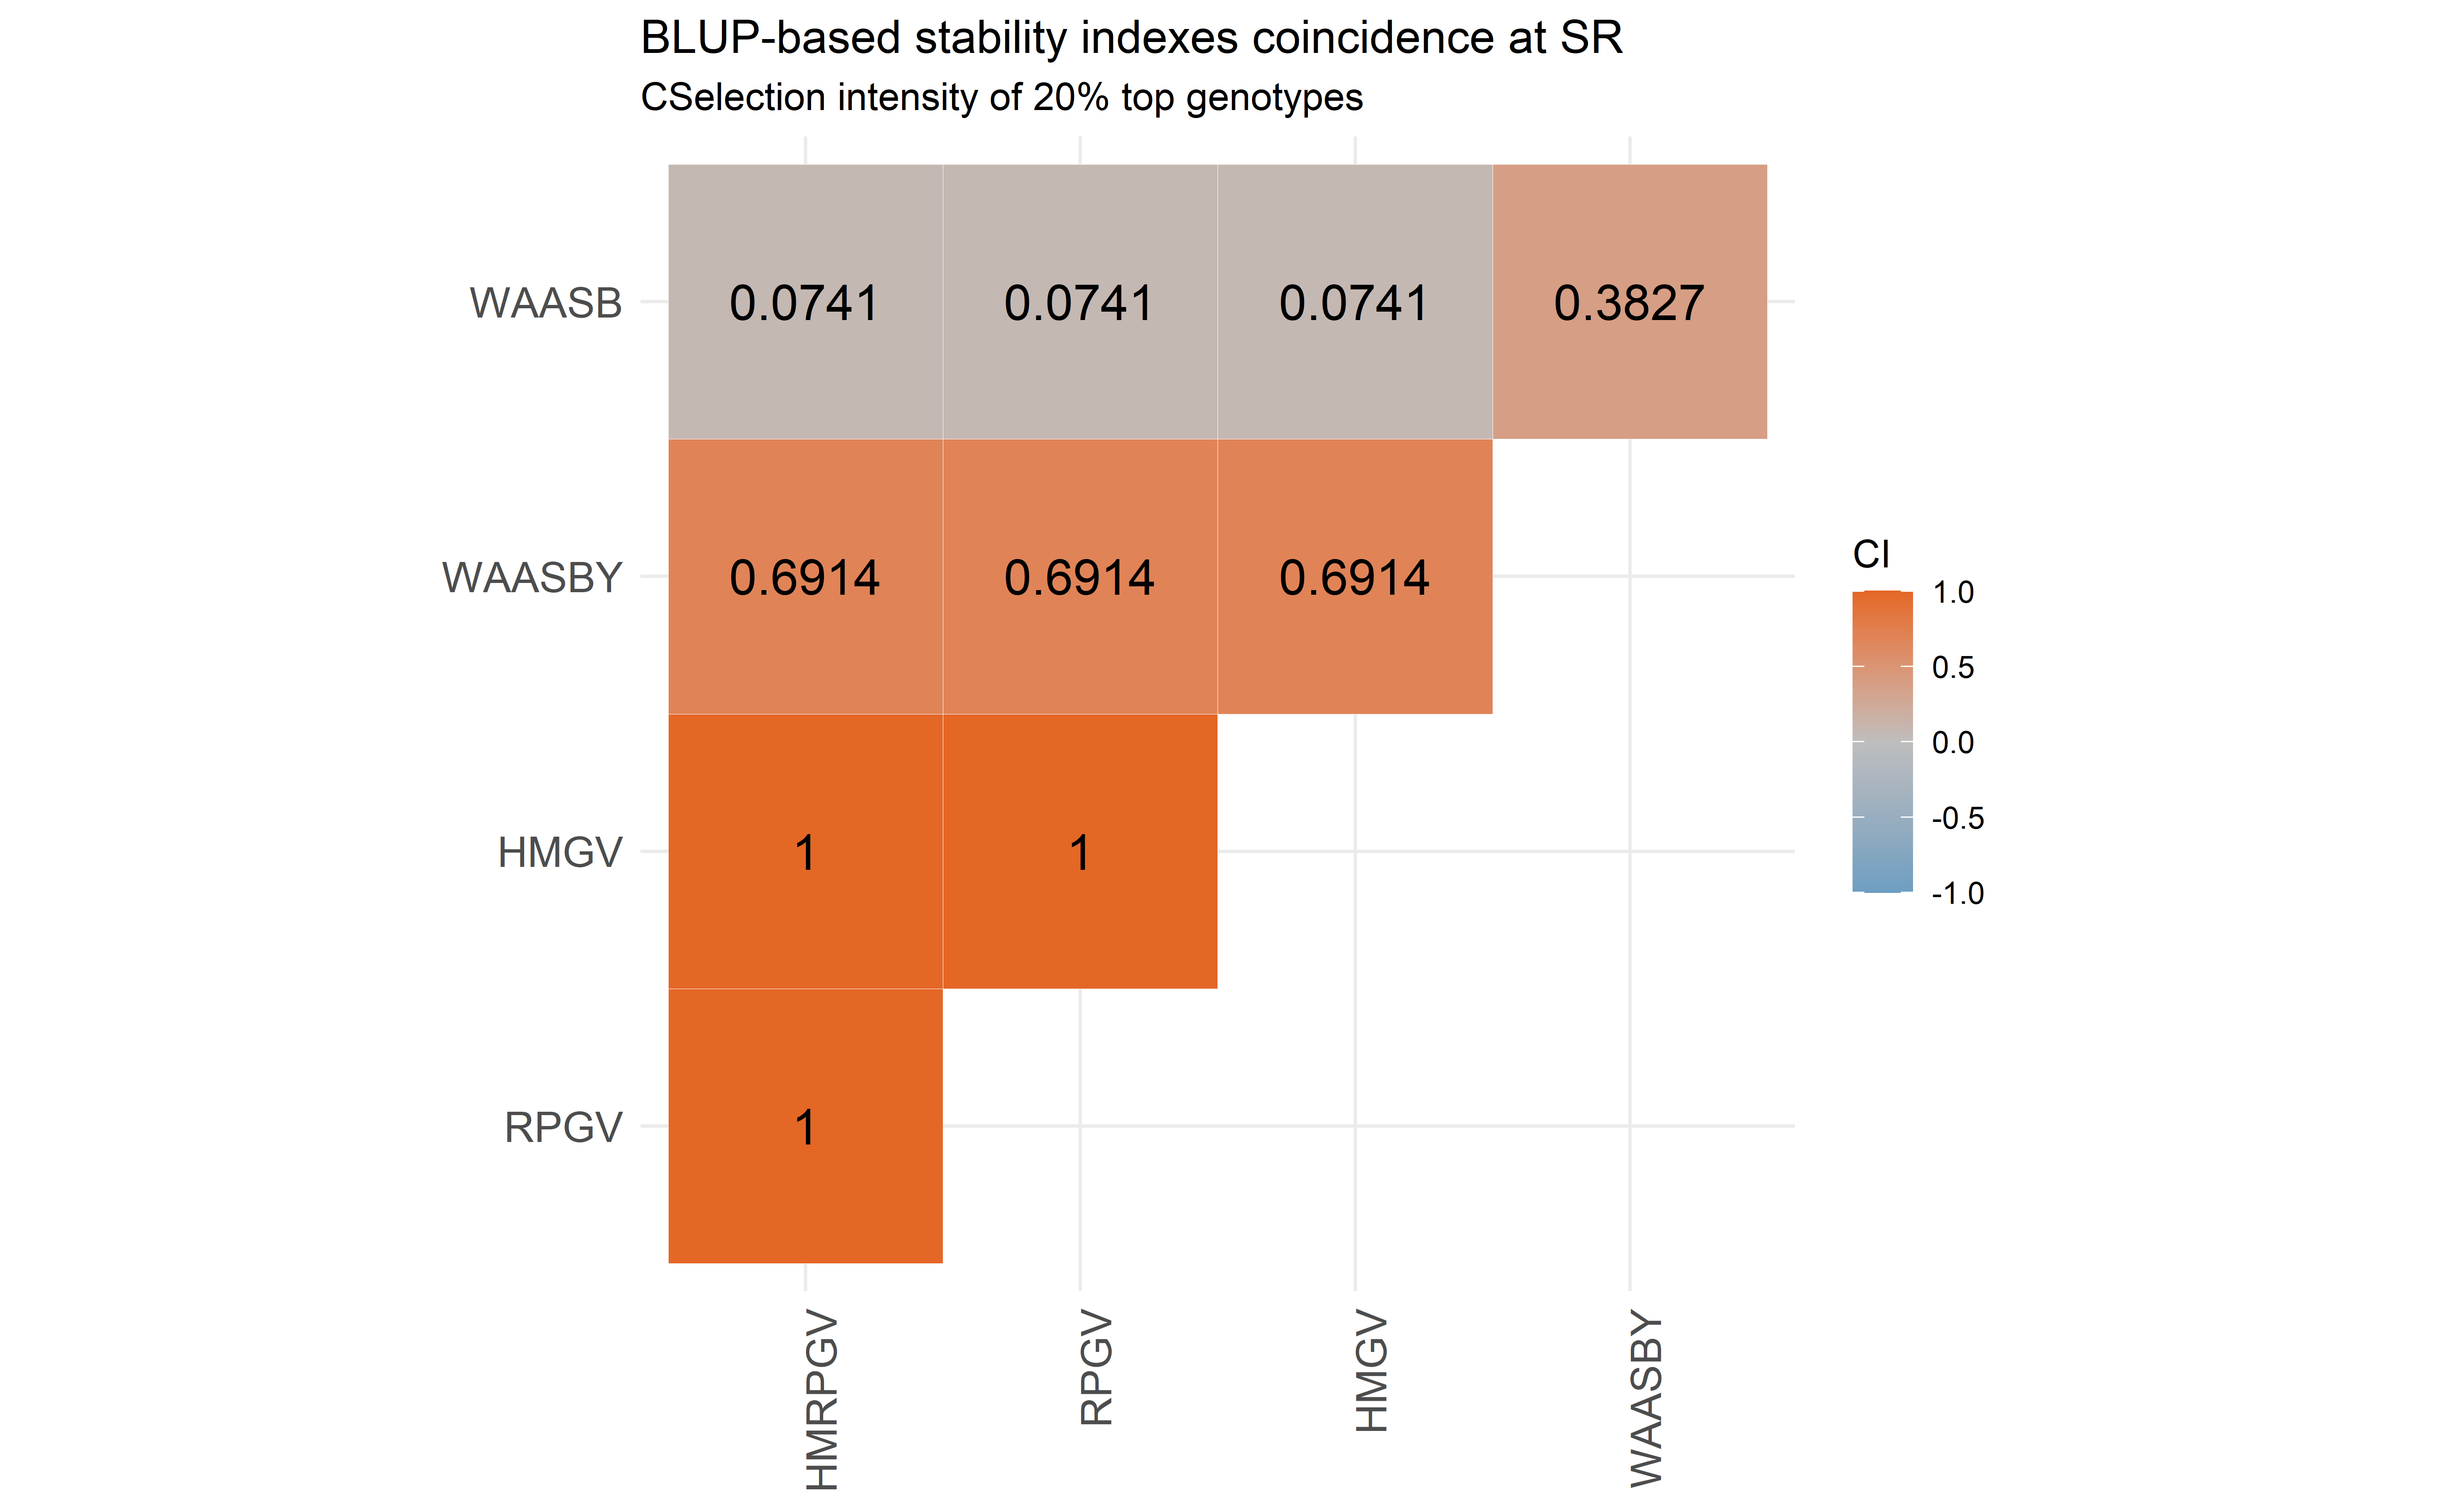 BLUP-based stability indexes coincidence at SR
CSelection intensity of 20% top genotypes
WAASB 0.0741 0.0741 0.0741 0.3827
WAASBY 0.6914 0.6914 0.6914
HMGV 1 1
RPGV 1
HMRPGV RPGV HMGV WAASBY
CI
1.0
0.5
0.0
-0.5
-1.0